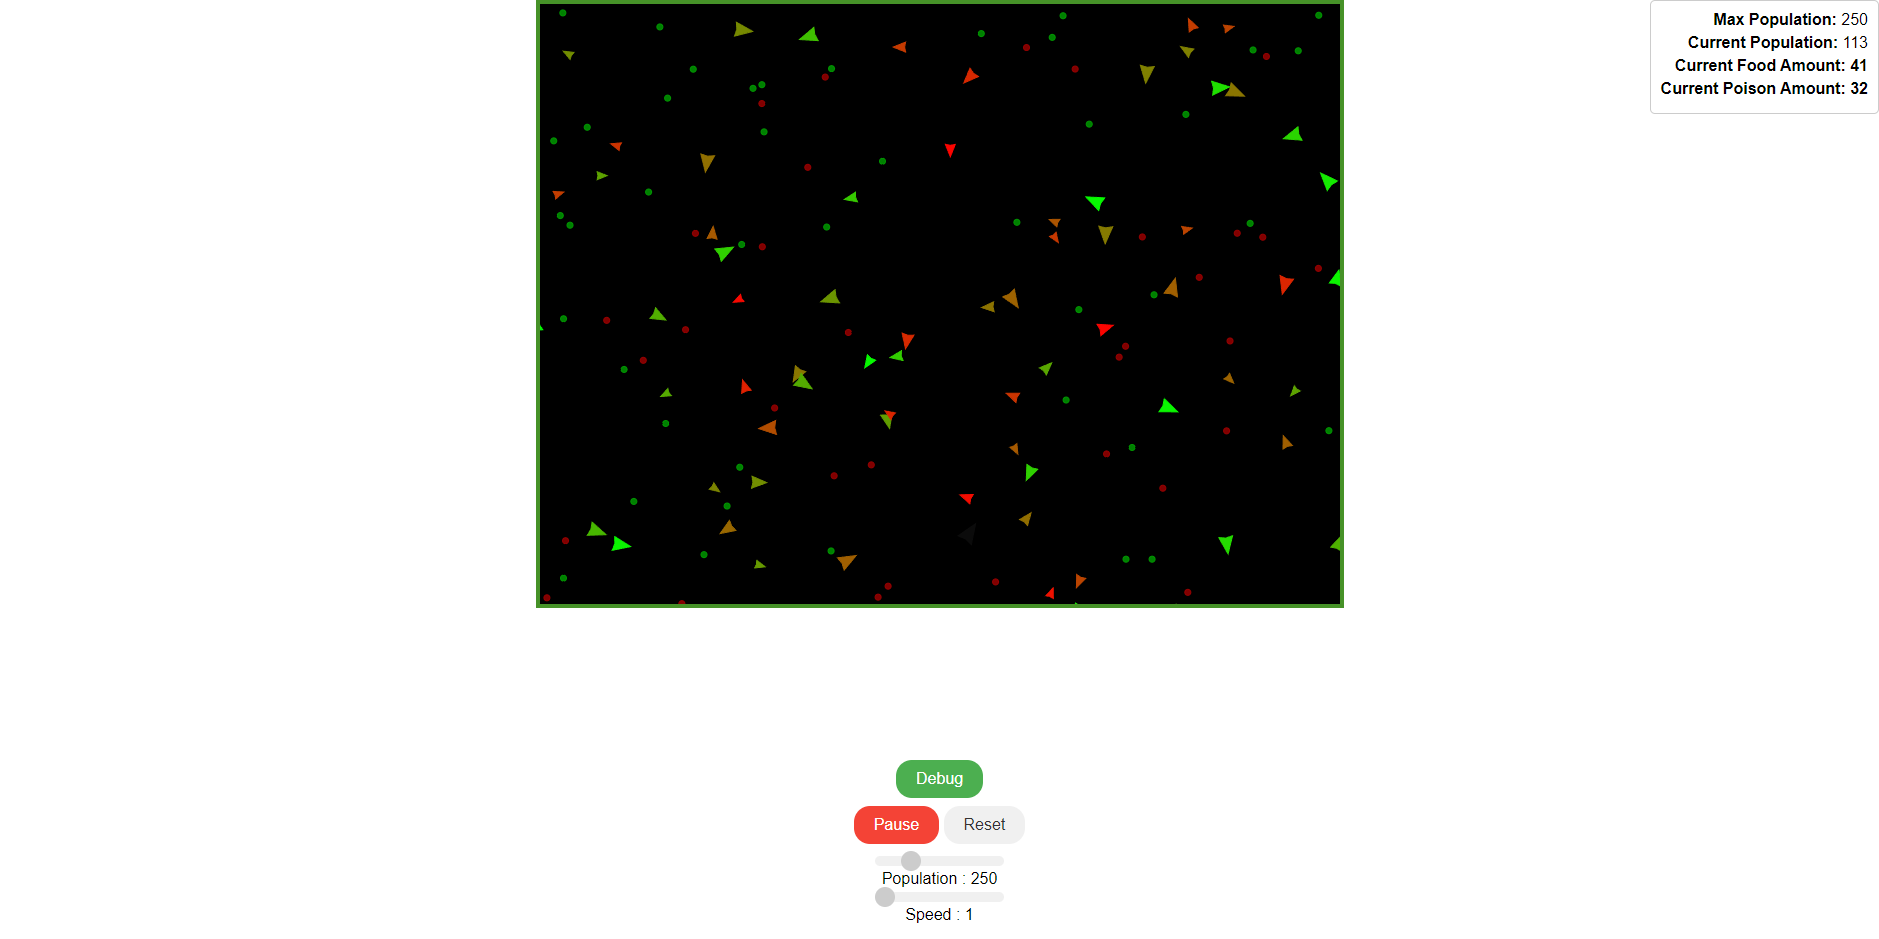 Max Population: 250
Current Population: 113
Current Food Amount: 41
Current Poison Amount: 32
Debug
Pause Reset
Population : 250
Speed : 1